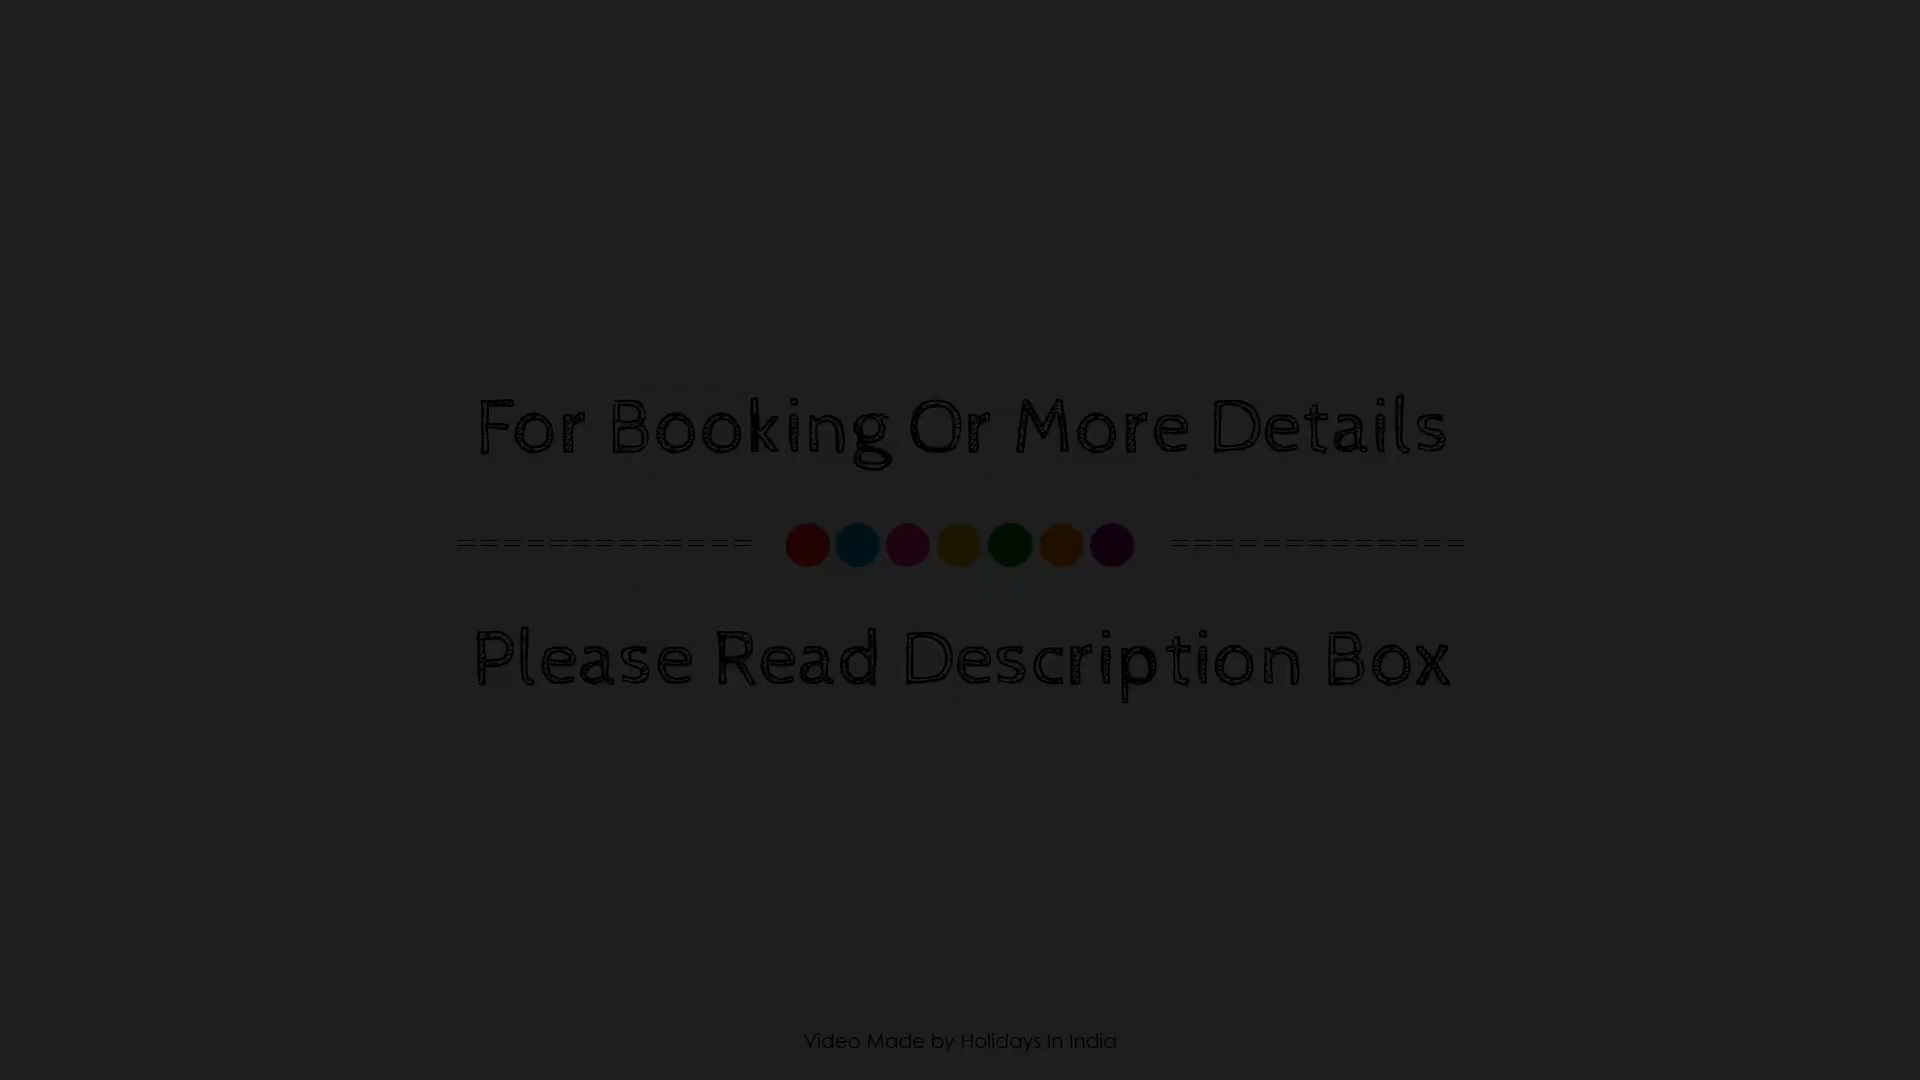 For Booking Or More Details
============= =============
Please Read Description Box
Video Made by Holidays In India